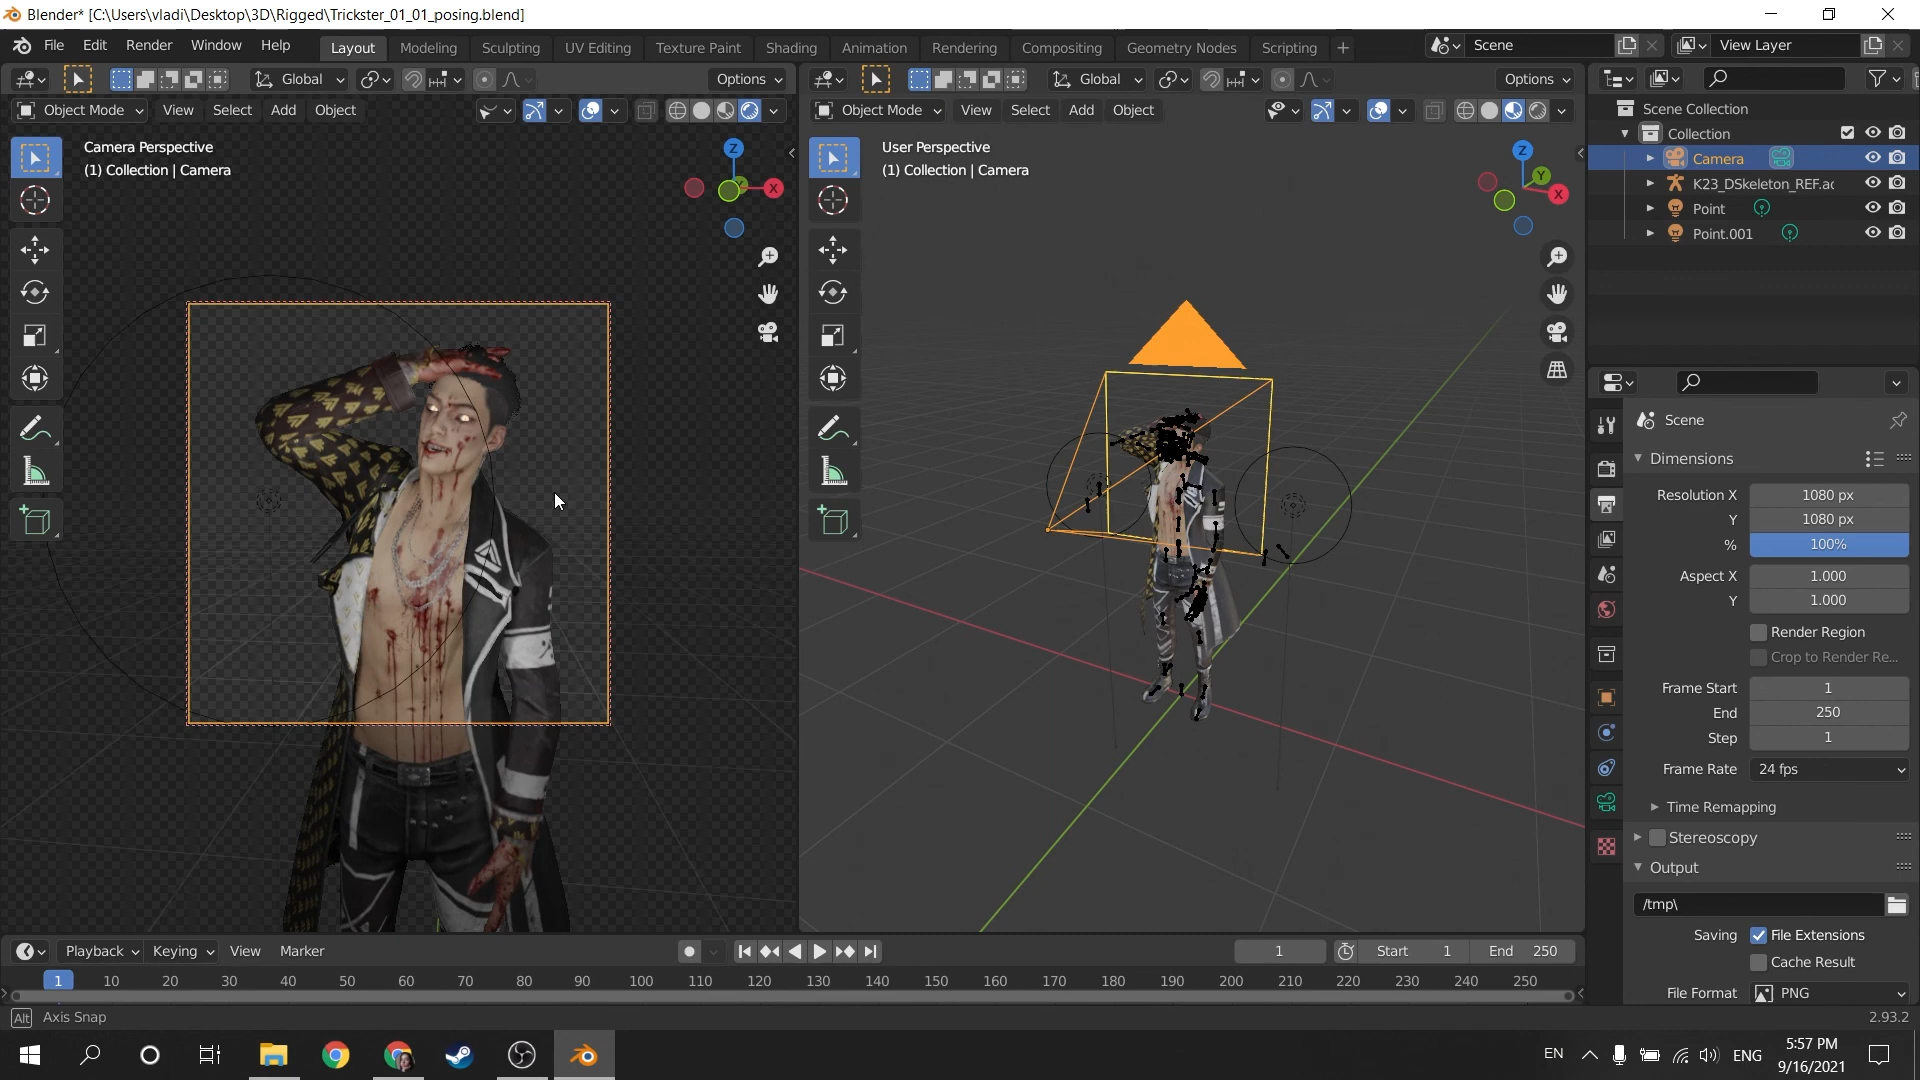 Blender* [C:\Users\vladi\Desktop\3D\Rigged\Trickster_01_01_posing.blend]
File Edit Render Window Help Layout Modeling Sculpting UV Editing Texture Paint Shading Animation Rendering Compositing Geometry Nodes Scripting + Scene View Layer
Global Options Global Options
Object Mode View Select Add Object Object Mode View Select Add Object
Scene Collection
Collection
Camera
K23_DSkeleton_REF.ac
Point
Point.001
Camera Perspective
(1) Collection | Camera
Z
X
User Perspective
(1) Collection | Camera
Z
Y
X
Scene
Dimensions
Resolution X 1080 px
Y 1080 px
% 100%
Aspect X 1.000
Y 1.000
Render Region
Crop to Render Re...
Frame Start 1
End 250
Step 1
Frame Rate 24 fps
Time Remapping
Stereoscopy
Output
/tmp\
Saving File Extensions
Cache Result
File Format PNG
Playback Keying View Marker 1 Start 1 End 250
1 10 20 30 40 50 60 70 80 90 100 110 120 130 140 150 160 170 180 190 200 210 220 230 240 250
Alt Axis Snap 2.93.2
EN ENG 5:57 PM
9/16/2021